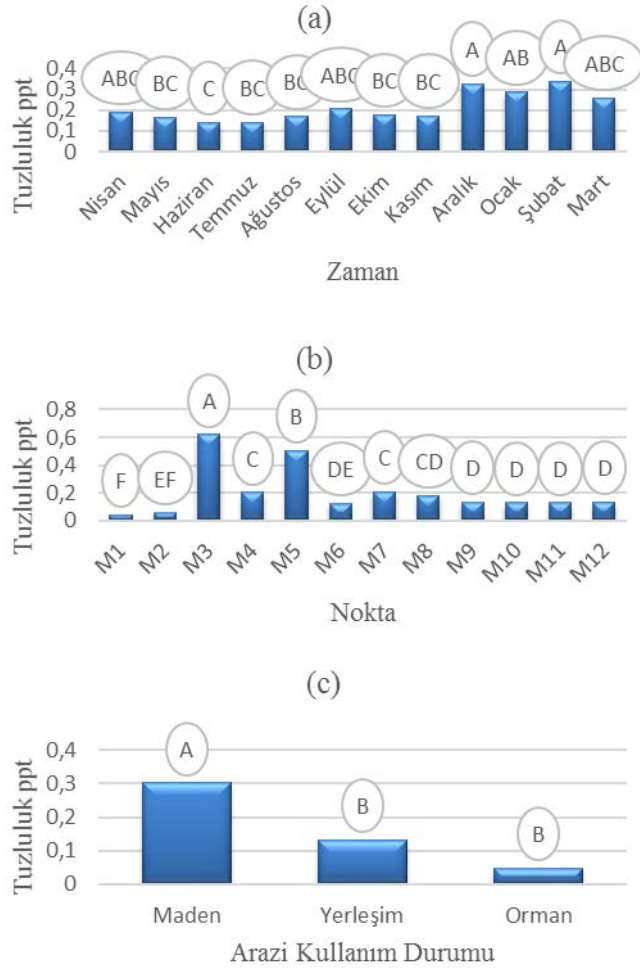 (a)
Tuzluluk ppt
0,4
0,3
0,2
0,1
0
ABC BC C BC BC ABC BC BC A AB A ABC
Nisan Mayıs Haziran Temmuz Ağustos Eylül Ekim Kasım Aralık Ocak Şubat Mart
Zaman
(b)
Tuzluluk ppt
0,8
0,6
0,4
0,2
0
F EF A C B DE C CD D D D D
M1 M2 M3 M4 M5 M6 M7 M8 M9 M10 M11 M12
Nokta
(c)
Tuzluluk ppt
0,4
0,3
0,2
0,1
0
A B B
Maden Yerleşim Orman
Arazi Kullanım Durumu